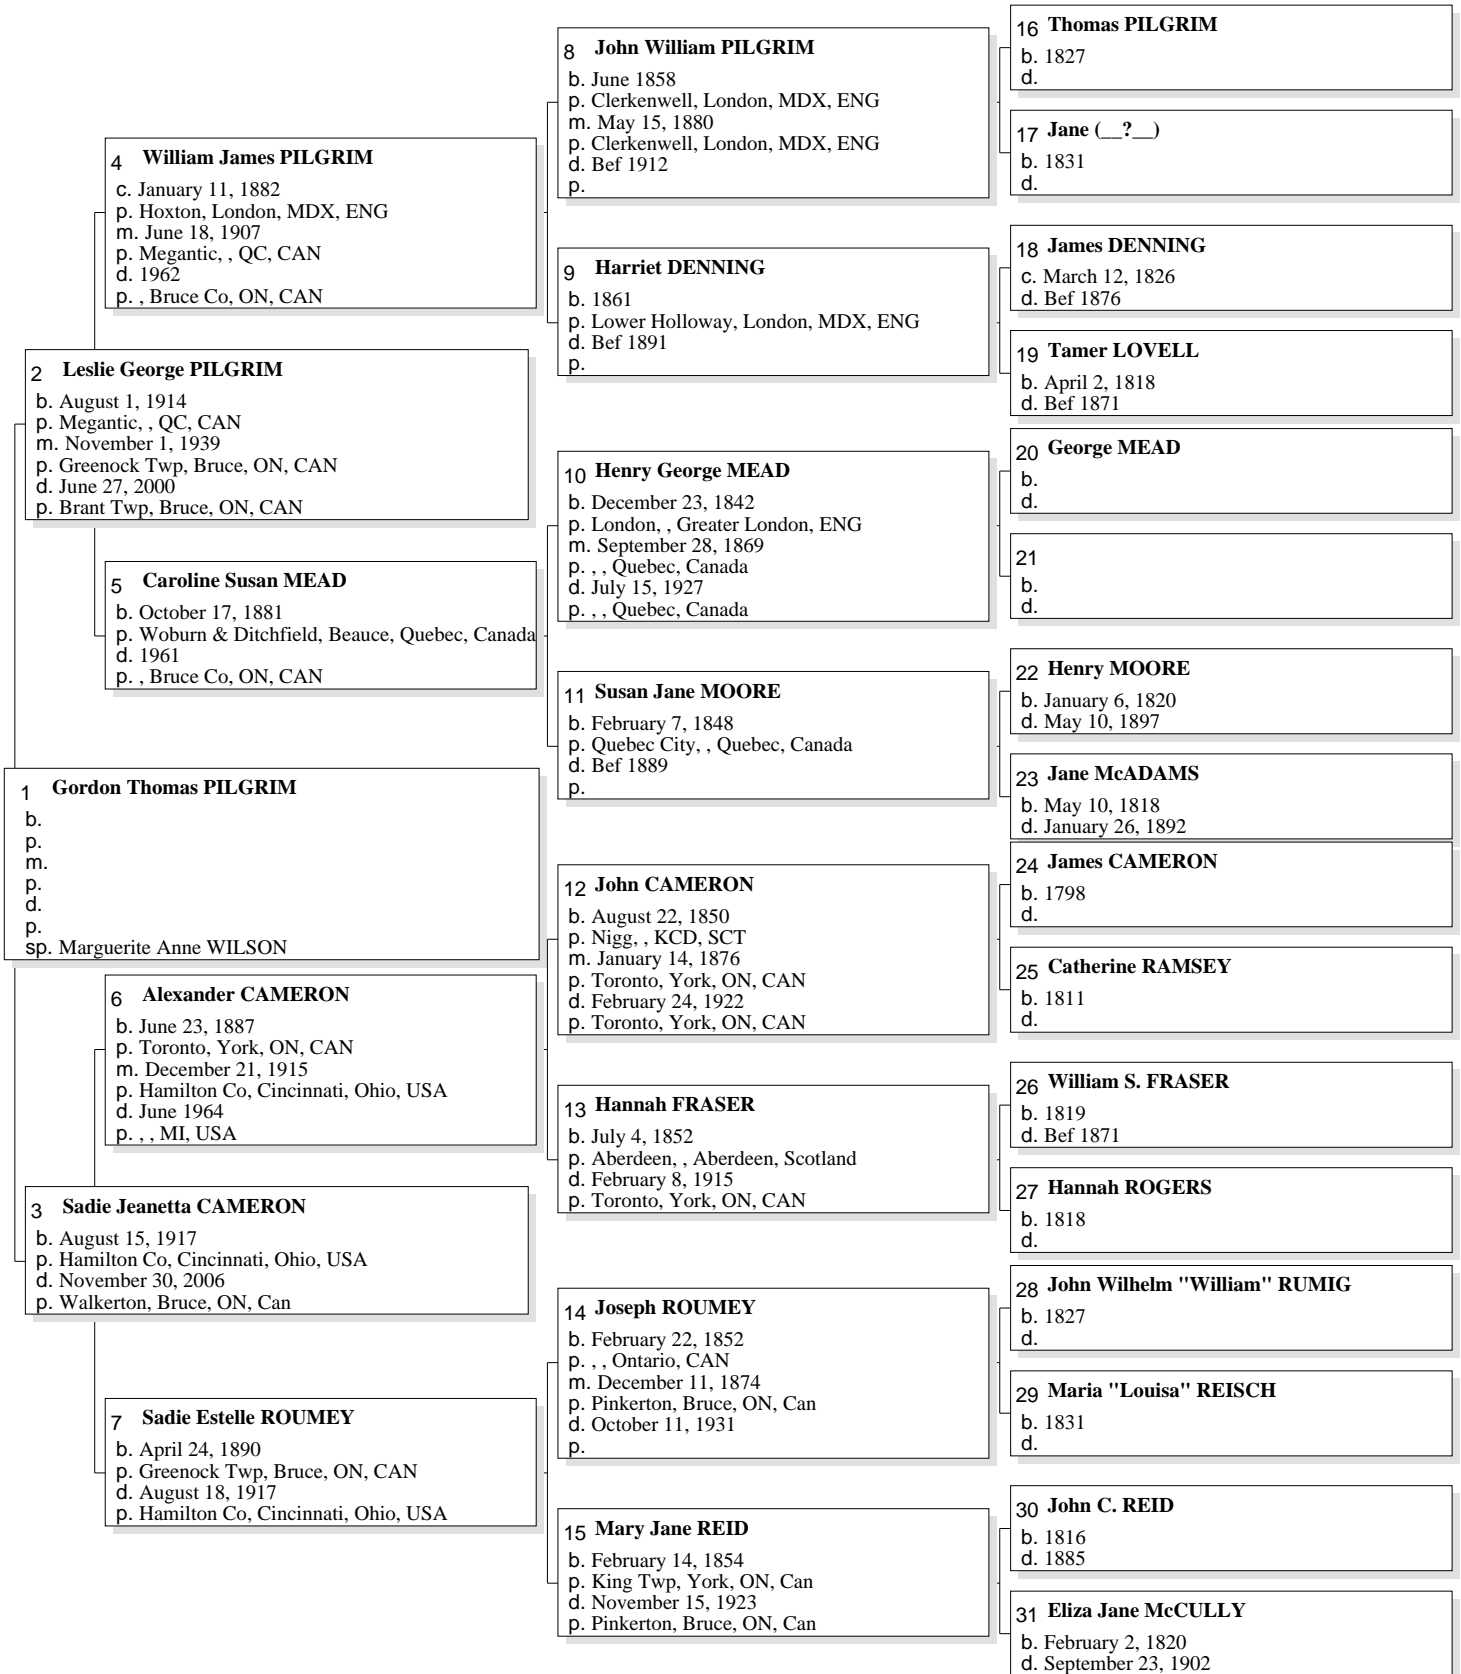 16 Thomas PILGRIM
b. 1827
d.
8 John William PILGRIM
b. June 1858
p. Clerkenwell, London, MDX, ENG
m. May 15, 1880
p. Clerkenwell, London, MDX, ENG
d. Bef 1912
p.
17 Jane (__?__)
b. 1831
d.
4 William James PILGRIM
c. January 11, 1882
p. Hoxton, London, MDX, ENG
m. June 18, 1907
p. Megantic, , QC, CAN
d. 1962
p. , Bruce Co, ON, CAN
18 James DENNING
c. March 12, 1826
d. Bef 1876
9 Harriet DENNING
b. 1861
p. Lower Holloway, London, MDX, ENG
d. Bef 1891
p.
19 Tamer LOVELL
b. April 2, 1818
d. Bef 1871
2 Leslie George PILGRIM
b. August 1, 1914
p. Megantic, , QC, CAN
m. November 1, 1939
p. Greenock Twp, Bruce, ON, CAN
d. June 27, 2000
p. Brant Twp, Bruce, ON, CAN
20 George MEAD
b.
d.
10 Henry George MEAD
b. December 23, 1842
p. London, , Greater London, ENG
m. September 28, 1869
p. , , Quebec, Canada
d. July 15, 1927
p. , , Quebec, Canada
21
b.
d.
5 Caroline Susan MEAD
b. October 17, 1881
p. Woburn & Ditchfield, Beauce, Quebec, Canada
d. 1961
p. , Bruce Co, ON, CAN
22 Henry MOORE
b. January 6, 1820
d. May 10, 1897
11 Susan Jane MOORE
b. February 7, 1848
p. Quebec City, , Quebec, Canada
d. Bef 1889
p.
23 Jane McADAMS
b. May 10, 1818
d. January 26, 1892
1 Gordon Thomas PILGRIM
b.
p.
m.
p.
d.
p.
sp. Marguerite Anne WILSON
24 James CAMERON
b. 1798
d.
12 John CAMERON
b. August 22, 1850
p. Nigg, , KCD, SCT
m. January 14, 1876
p. Toronto, York, ON, CAN
d. February 24, 1922
p. Toronto, York, ON, CAN
25 Catherine RAMSEY
b. 1811
d.
6 Alexander CAMERON
b. June 23, 1887
p. Toronto, York, ON, CAN
m. December 21, 1915
p. Hamilton Co, Cincinnati, Ohio, USA
d. June 1964
p. , , MI, USA
26 William S. FRASER
b. 1819
d. Bef 1871
13 Hannah FRASER
b. July 4, 1852
p. Aberdeen, , Aberdeen, Scotland
d. February 8, 1915
p. Toronto, York, ON, CAN
27 Hannah ROGERS
b. 1818
d.
3 Sadie Jeanetta CAMERON
b. August 15, 1917
p. Hamilton Co, Cincinnati, Ohio, USA
d. November 30, 2006
p. Walkerton, Bruce, ON, Can
28 John Wilhelm "William" RUMIG
b. 1827
d.
14 Joseph ROUMEY
b. February 22, 1852
p. , , Ontario, CAN
m. December 11, 1874
p. Pinkerton, Bruce, ON, Can
d. October 11, 1931
p.
29 Maria "Louisa" REISCH
b. 1831
d.
7 Sadie Estelle ROUMEY
b. April 24, 1890
p. Greenock Twp, Bruce, ON, CAN
d. August 18, 1917
p. Hamilton Co, Cincinnati, Ohio, USA
30 John C. REID
b. 1816
d. 1885
15 Mary Jane REID
b. February 14, 1854
p. King Twp, York, ON, Can
d. November 15, 1923
p. Pinkerton, Bruce, ON, Can
31 Eliza Jane McCULLY
b. February 2, 1820
d. September 23, 1902